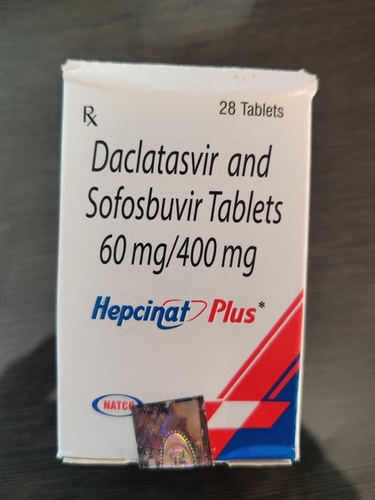 Rx
28 Tablets
Daclatasvir and
Sofosbuvir Tablets
60 mg/400 mg
Hepcinat Plus*
NATCO